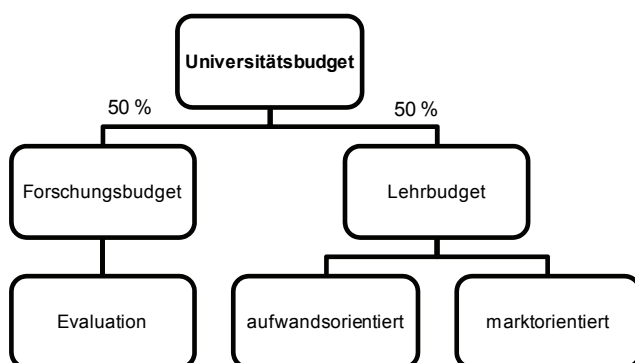 Universitätsbudget
50 %
50 %
Forschungsbudget
Lehrbudget
Evaluation
aufwandsorientiert
marktorientiert